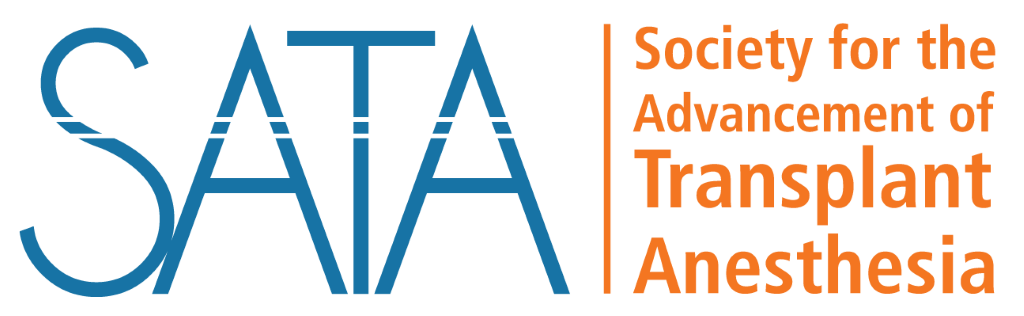 SATA
Society for the
Advancement of
Transplant
Anesthesia